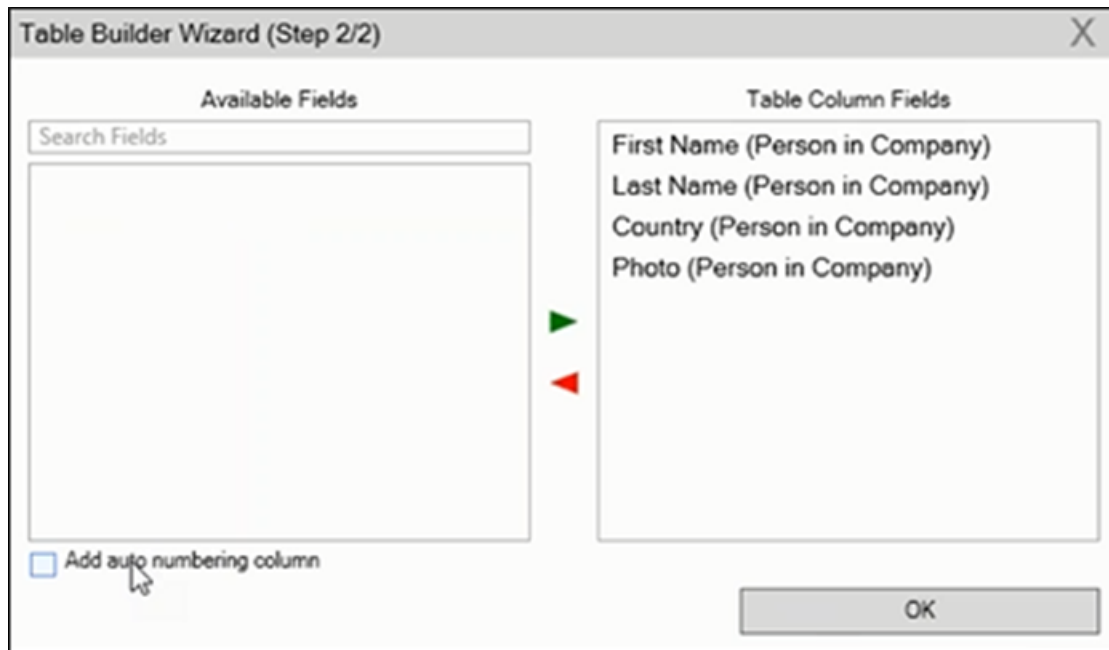 Table Builder Wizard (Step 2/2)
X
Available Fields
Search Fields
Table Column Fields
First Name (Person in Company)
Last Name (Person in Company)
Country (Person in Company)
Photo (Person in Company)
Add auto numbering column
OK